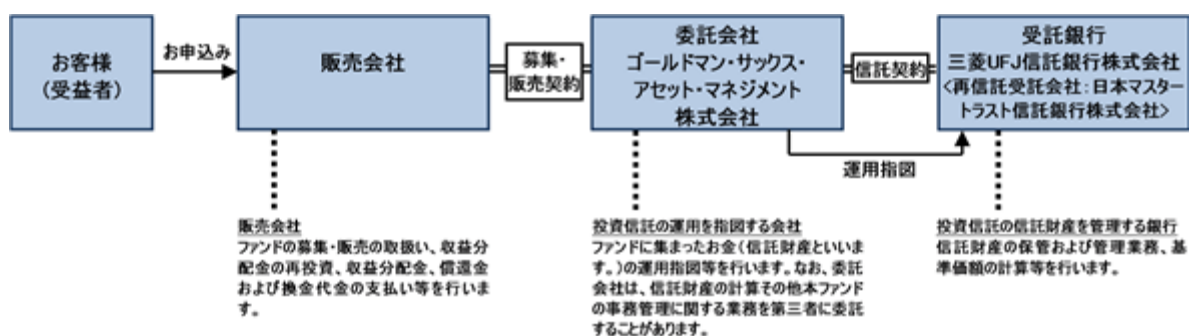 お客様
（受益者）
お申込み
販売会社
募集・
販売契約
委託会社
ゴールドマン・サックス・
アセット・マネジメント
株式会社
信託契約
受託銀行
三菱UFJ信託銀行株式会社
＜再信託受託会社：日本マスター
トラスト信託銀行株式会社＞
運用指図
販売会社
ファンドの募集・販売の取扱い、収益分
配金の再投資、収益分配金、償還金
および換金代金の支払い等を行いま
す。
投資信託の運用を指図する会社
ファンドに集まったお金（信託財産といいま
す。）の運用指図等を行います。なお、委託
会社は、信託財産の計算その他本ファンド
の事務管理に関する業務を第三者に委託
することがあります。
投資信託の信託財産を管理する銀行
信託財産の保管および管理業務、基
準価額の計算等を行います。